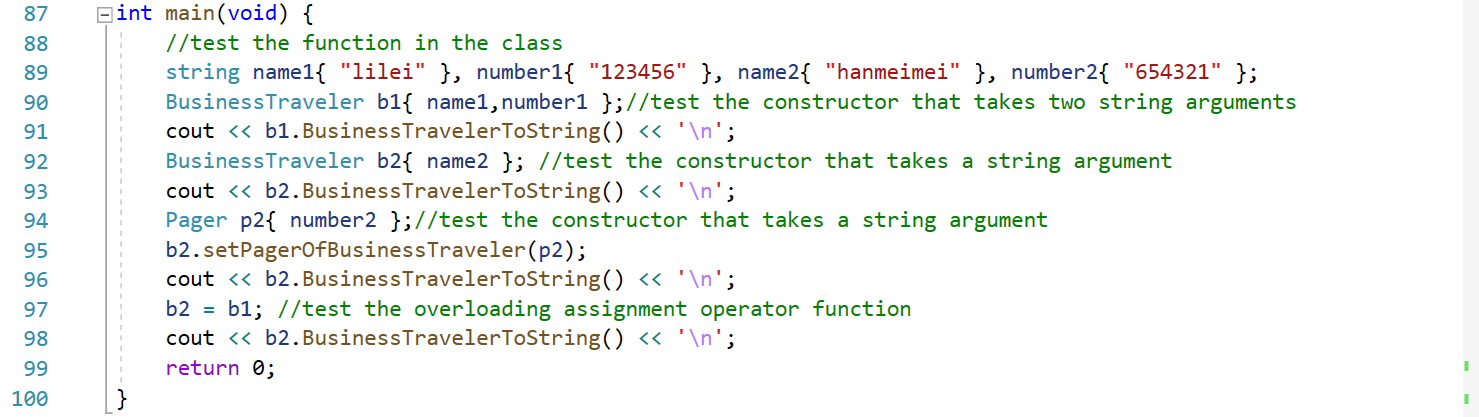 87 int main(void) {
88 //test the function in the class
89 string name1{ "lilei" }, number1{ "123456" }, name2{ "hanmeimei" }, number2{ "654321" };
90 BusinessTraveler b1{ name1,number1 };//test the constructor that takes two string arguments
91 cout << b1.BusinessTravelerToString() << '\n';
92 BusinessTraveler b2{ name2 }; //test the constructor that takes a string argument
93 cout << b2.BusinessTravelerToString() << '\n';
94 Pager p2{ number2 };//test the constructor that takes a string argument
95 b2.setPagerOfBusinessTraveler(p2);
96 cout << b2.BusinessTravelerToString() << '\n';
97 b2 = b1; //test the overloading assignment operator function
98 cout << b2.BusinessTravelerToString() << '\n';
99 return 0;
100 }